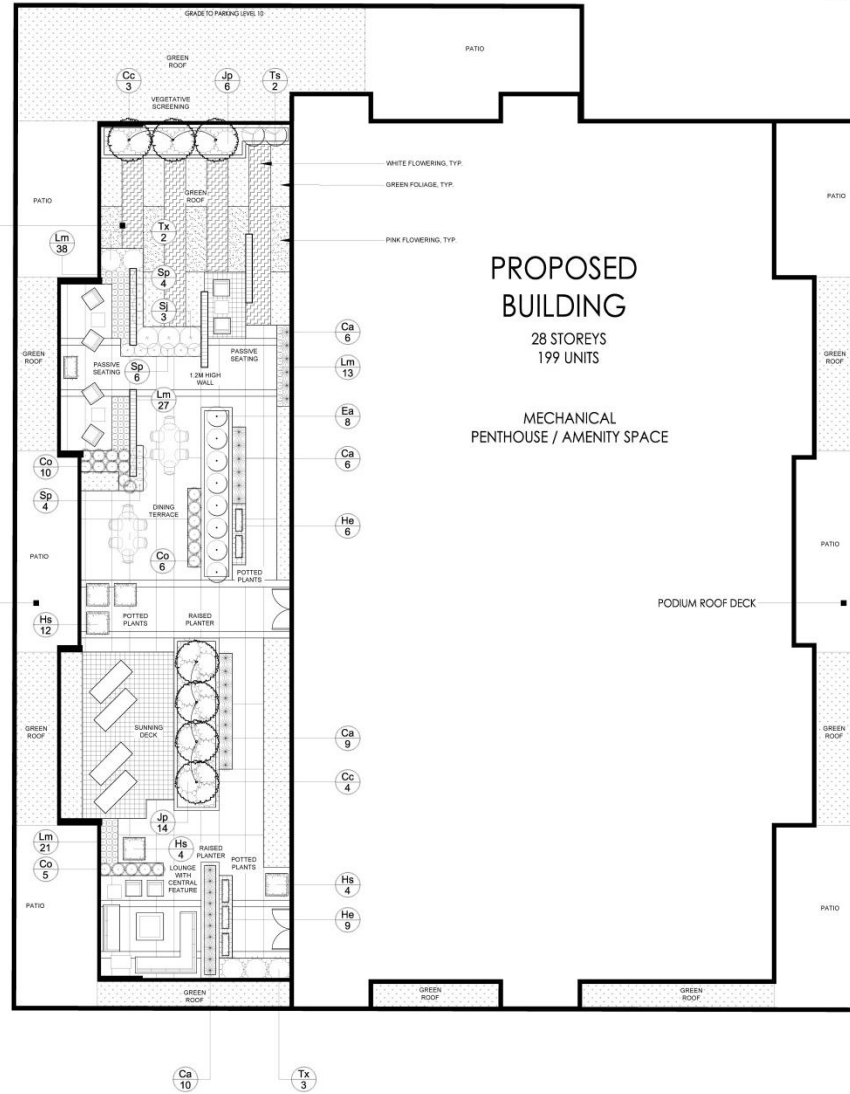 GRADE TO PARKING LEVEL 10
PATIO
GREEN
ROOF
Cc
3
Jp
6
Ts
2
VEGETATIVE
SCREENING
WHITE FLOWERING, TYP.
GREEN FOLIAGE, TYP.
PINK FLOWERING, TYP.
GREEN
ROOF
PATIO
PATIO
Tx
2
Lm
38
Sp
4
Sj
3
PROPOSED
BUILDING
28 STOREYS
199 UNITS
MECHANICAL
PENTHOUSE / AMENITY SPACE
Ca
6
GREEN
ROOF
PASSIVE
SEATING
Sp
6
1.2M HIGH
WALL
PASSIVE
SEATING
Lm
13
GREEN
ROOF
Lm
27
Ea
8
Ca
6
Co
10
Sp
4
DINING
TERRACE
He
6
PATIO
Co
6
POTTED
PLANTS
PATIO
PODIUM ROOF DECK
Hs
12
POTTED
PLANTS
RAISED
PLANTER
GREEN
ROOF
SUNNING
DECK
Ca
9
GREEN
ROOF
Cc
4
Jp
14
Lm
21
Hs
4
RAISED
PLANTER
POTTED
PLANTS
Co
5
LOUNGE
WITH
CENTRAL
FEATURE
Hs
4
PATIO
He
9
PATIO
GREEN
ROOF
GREEN
ROOF
GREEN
ROOF
Ca
10
Tx
3